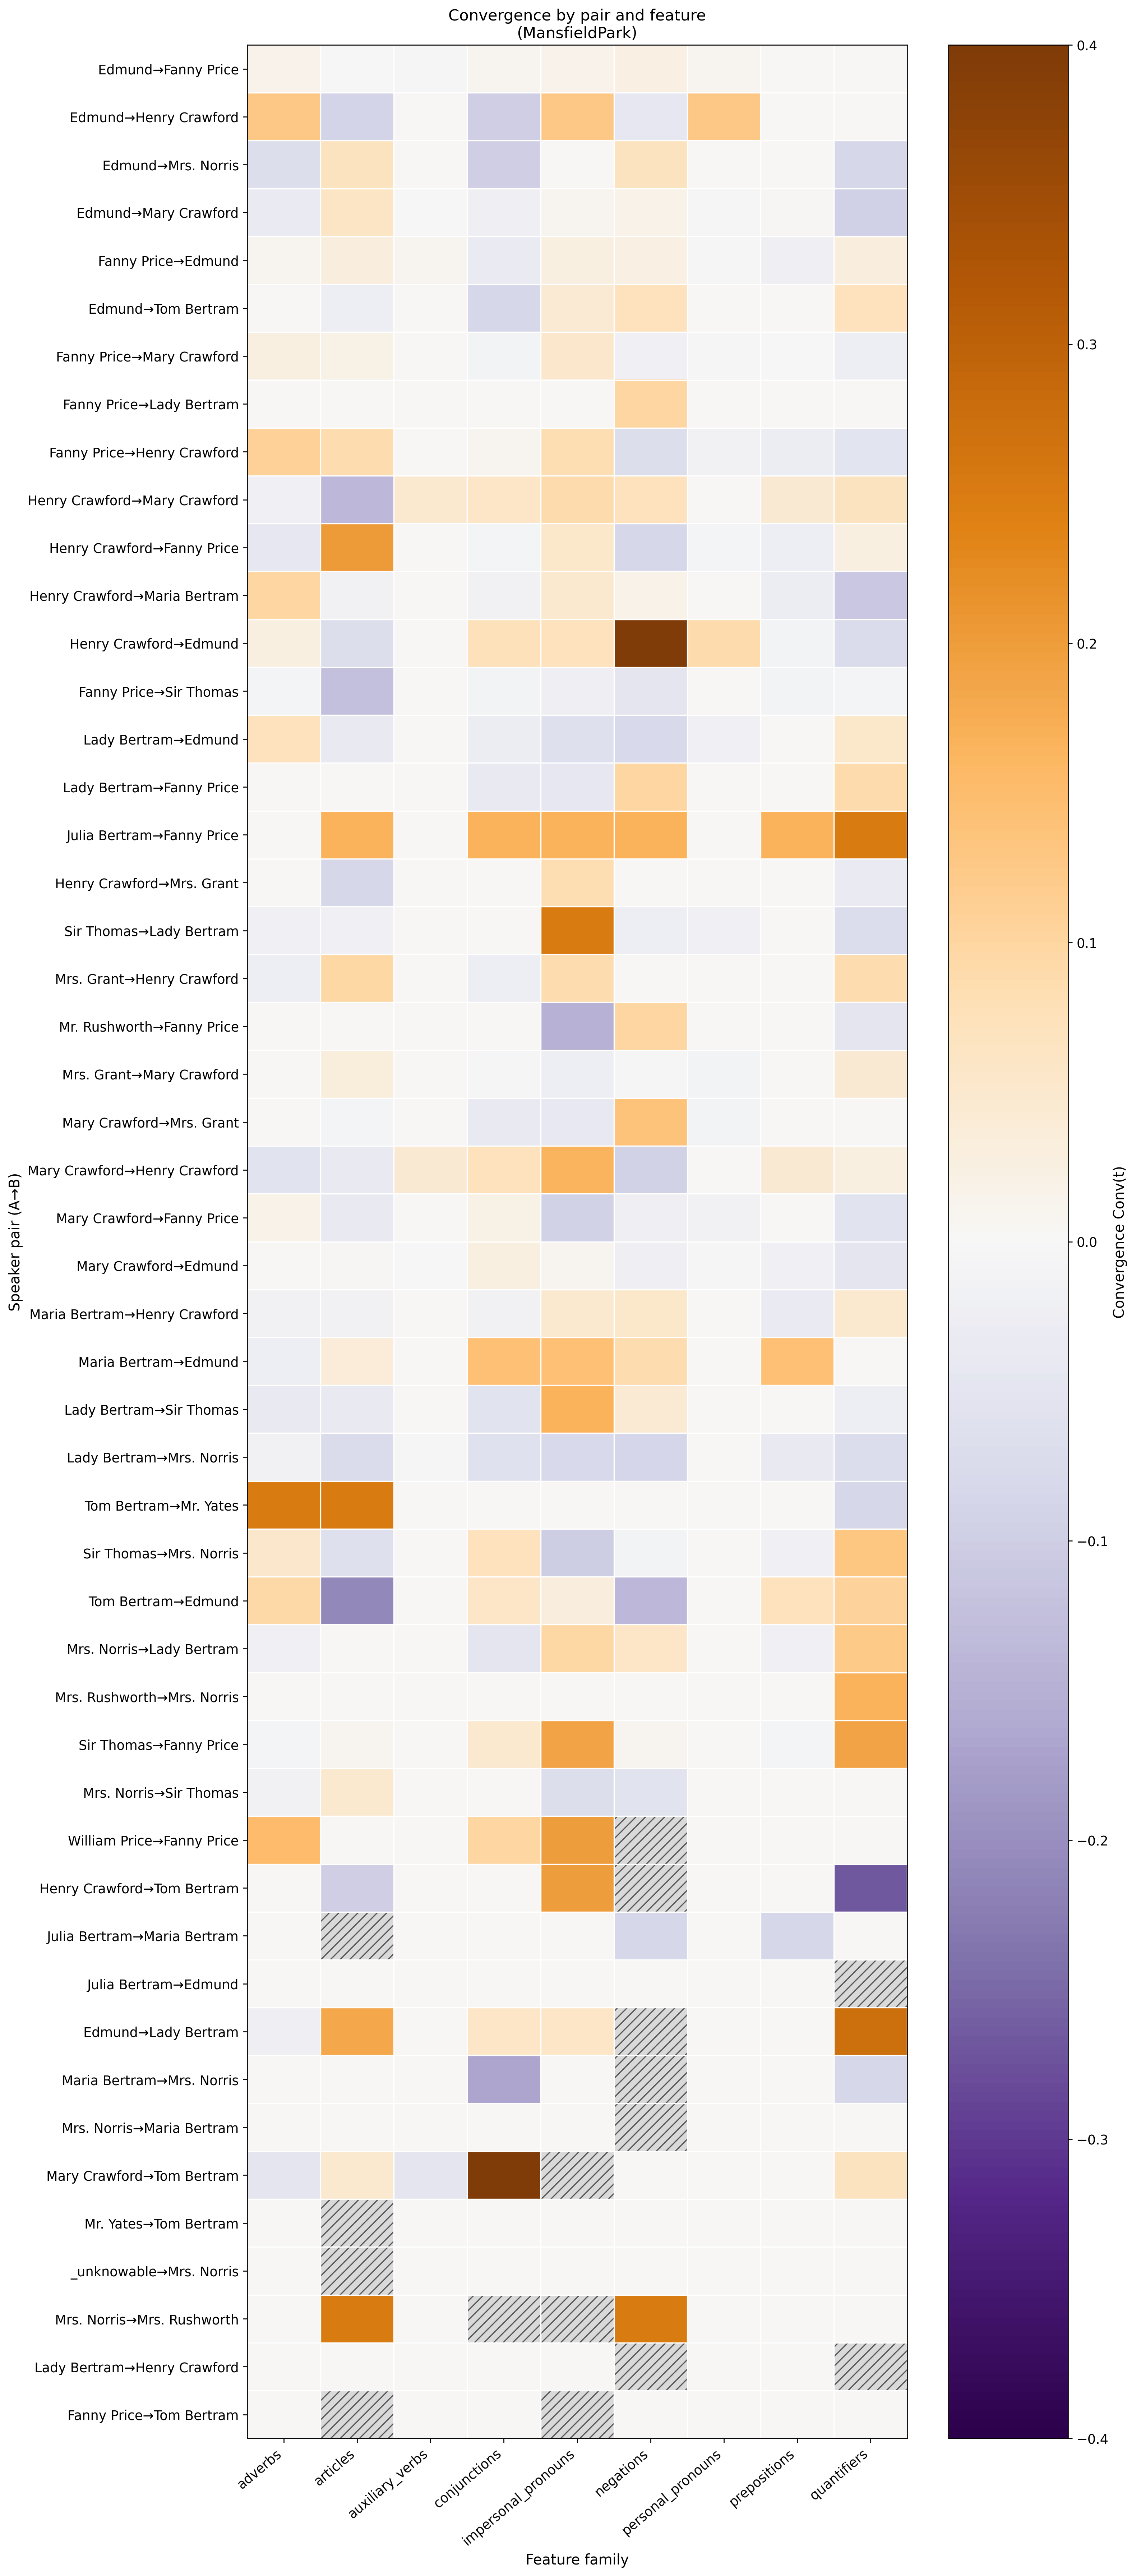 Convergence by pair and feature
(MansfieldPark)
Speaker pair (A→B)
Edmund→Fanny Price
Edmund→Henry Crawford
Edmund→Mrs. Norris
Edmund→Mary Crawford
Fanny Price→Edmund
Edmund→Tom Bertram
Fanny Price→Mary Crawford
Fanny Price→Lady Bertram
Fanny Price→Henry Crawford
Henry Crawford→Mary Crawford
Henry Crawford→Fanny Price
Henry Crawford→Maria Bertram
Henry Crawford→Edmund
Fanny Price→Sir Thomas
Lady Bertram→Edmund
Lady Bertram→Fanny Price
Julia Bertram→Fanny Price
Henry Crawford→Mrs. Grant
Sir Thomas→Lady Bertram
Mrs. Grant→Henry Crawford
Mr. Rushworth→Fanny Price
Mrs. Grant→Mary Crawford
Mary Crawford→Mrs. Grant
Mary Crawford→Henry Crawford
Mary Crawford→Fanny Price
Mary Crawford→Edmund
Maria Bertram→Henry Crawford
Maria Bertram→Edmund
Lady Bertram→Sir Thomas
Lady Bertram→Mrs. Norris
Tom Bertram→Mr. Yates
Sir Thomas→Mrs. Norris
Tom Bertram→Edmund
Mrs. Norris→Lady Bertram
Mrs. Rushworth→Mrs. Norris
Sir Thomas→Fanny Price
Mrs. Norris→Sir Thomas
William Price→Fanny Price
Henry Crawford→Tom Bertram
Julia Bertram→Maria Bertram
Julia Bertram→Edmund
Edmund→Lady Bertram
Maria Bertram→Mrs. Norris
Mrs. Norris→Maria Bertram
Mary Crawford→Tom Bertram
Mr. Yates→Tom Bertram
_unknowable→Mrs. Norris
Mrs. Norris→Mrs. Rushworth
Lady Bertram→Henry Crawford
Fanny Price→Tom Bertram
adverbs
articles
auxiliary_verbs
conjunctions
impersonal_pronouns
negations
personal_pronouns
prepositions
quantifiers
Feature family
0.4
0.3
0.2
0.1
0.0
−0.1
−0.2
−0.3
−0.4
Convergence Conv(t)